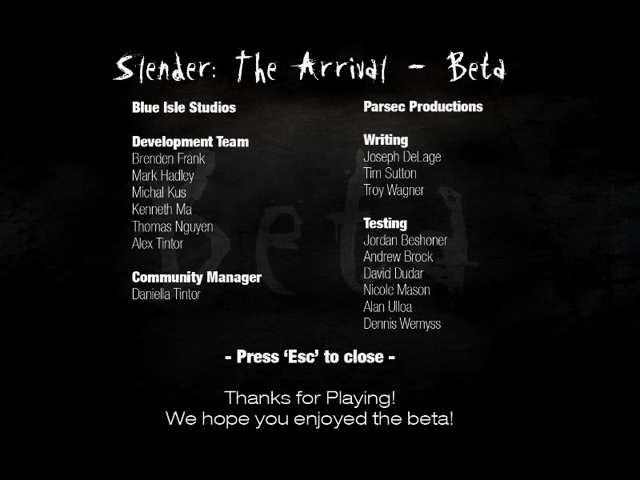 Slender: The Arrival - Beta
Blue Isle Studios
Development Team
Brenden Frank
Mark Hadley
Michal Kus
Kenneth Ma
Thomas Nguyen
Alex Tintor
Community Manager
Daniella Tintor
Parsec Productions
Writing
Joseph DeLage
Tim Sutton
Troy Wagner
Testing
Jordan Beshoner
Andrew Brock
David Dudar
Nicole Mason
Alan Ulloa
Dennis Wernyss
Beta
- Press ‘Esc’ to close -
Thanks for Playing!
We hope you enjoyed the beta!